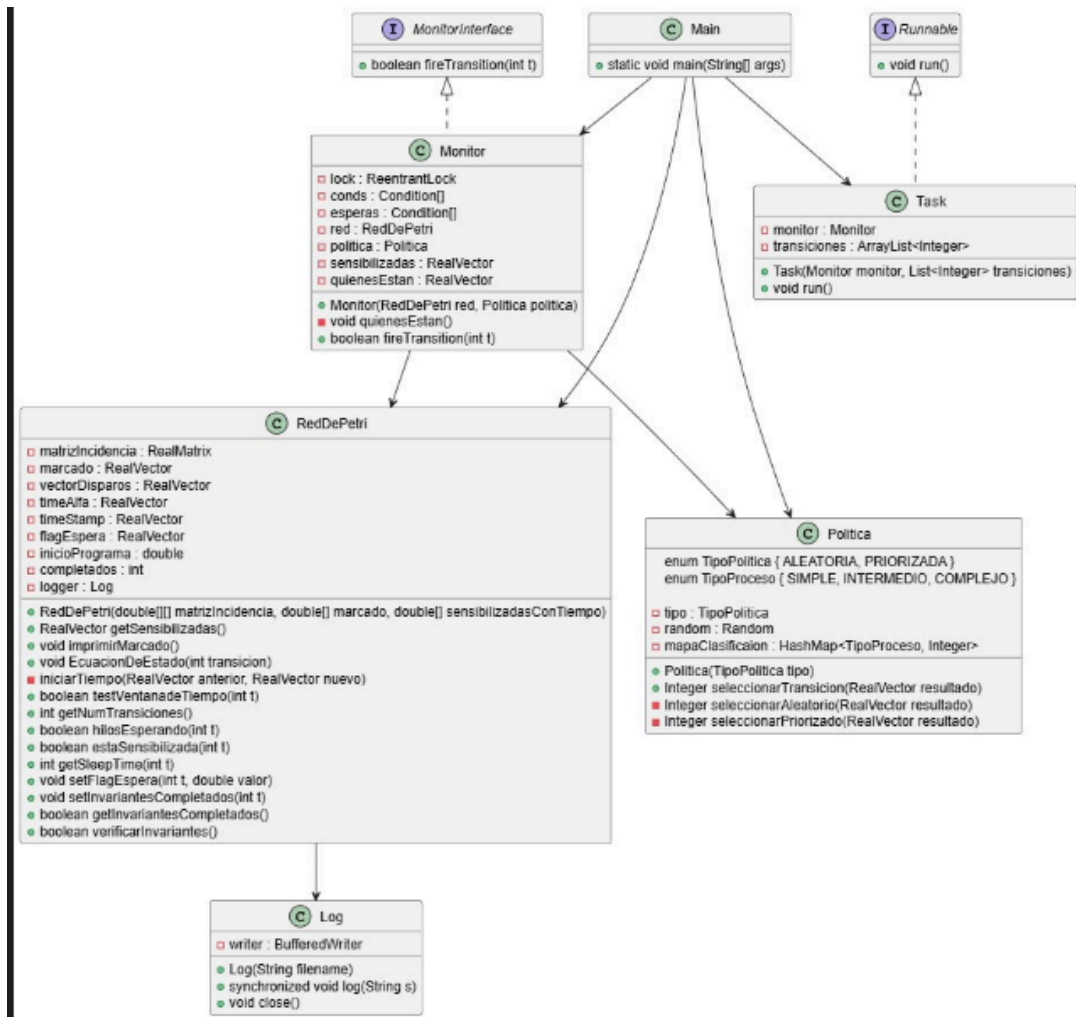 I MonitorInterface
boolean fireTransition(int t)
C Main
static void main(String[] args)
I Runnable
void run()
C Monitor
lock : ReentrantLock
conds : Condition[]
esperas : Condition[]
red : RedDePetri
politica : Politica
sensibilizadas : RealVector
quienesEstan : RealVector
Monitor(RedDePetri red, Politica politica)
void quienesEstan()
boolean fireTransition(int t)
C Task
monitor : Monitor
transiciones : ArrayList<Integer>
Task(Monitor monitor, List<Integer> transiciones)
void run()
C RedDePetri
matrizIncidencia : RealMatrix
marcado : RealVector
vectorDisparos : RealVector
timeAlfa : RealVector
timeStamp : RealVector
flagEspera : RealVector
inicioPrograma : double
completados : int
logger : Log
RedDePetri(double[][] matrizIncidencia, double[] marcado, double[] sensibilizadasConTiempo)
RealVector getSensibilizadas()
void imprimirMarcado()
void EcuacionDeEstado(int transicion)
iniciarTiempo(RealVector anterior, RealVector nuevo)
boolean testVentanadeTiempo(int t)
int getNumTransiciones()
boolean hilosEsperando(int t)
boolean estaSensibilizada(int t)
int getSleepTime(int t)
void setFlagEspera(int t, double valor)
void setInvariantesCompletados(int t)
boolean getInvariantesCompletados()
boolean verificarInvariantes()
C Politica
enum TipoPolitica { ALEATORIA, PRIORIZADA }
enum TipoProceso { SIMPLE, INTERMEDIO, COMPLEJO }
tipo : TipoPolitica
random : Random
mapaClasificaion : HashMap<TipoProceso, Integer>
Politica(TipoPolitica tipo)
Integer seleccionarTransicion(RealVector resultado)
Integer seleccionarAleatorio(RealVector resultado)
Integer seleccionarPriorizado(RealVector resultado)
C Log
writer : BufferedWriter
Log(String filename)
synchronized void log(String s)
void close()